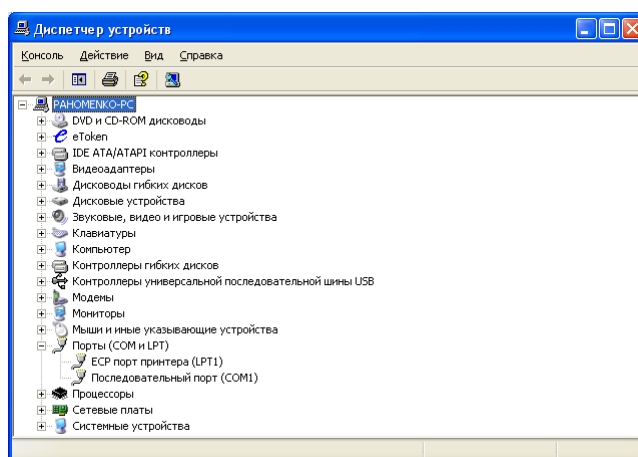 Диспетчер устройств
Консоль Действие Вид Справка
PAHOMENKO-PC
DVD и CD-ROM дисководы
eToken
IDE ATA/ATAPI контроллеры
Видеоадаптеры
Дисководы гибких дисков
Дисковые устройства
Звуковые, видео и игровые устройства
Клавиатуры
Компьютер
Контроллеры гибких дисков
Контроллеры универсальной последовательной шины USB
Модемы
Мониторы
Мыши и иные указывающие устройства
Порты (COM и LPT)
ECP порт принтера (LPT1)
Последовательный порт (COM1)
Процессоры
Сетевые платы
Системные устройства